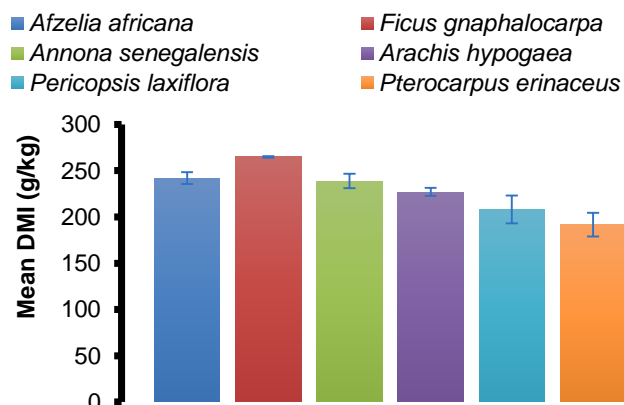 Afzelia africana
Ficus gnaphalocarpa
Annona senegalensis
Arachis hypogaea
Pericopsis laxiflora
Pterocarpus erinaceus
Mean DMI (g/kg)
300
250
200
150
100
50
0